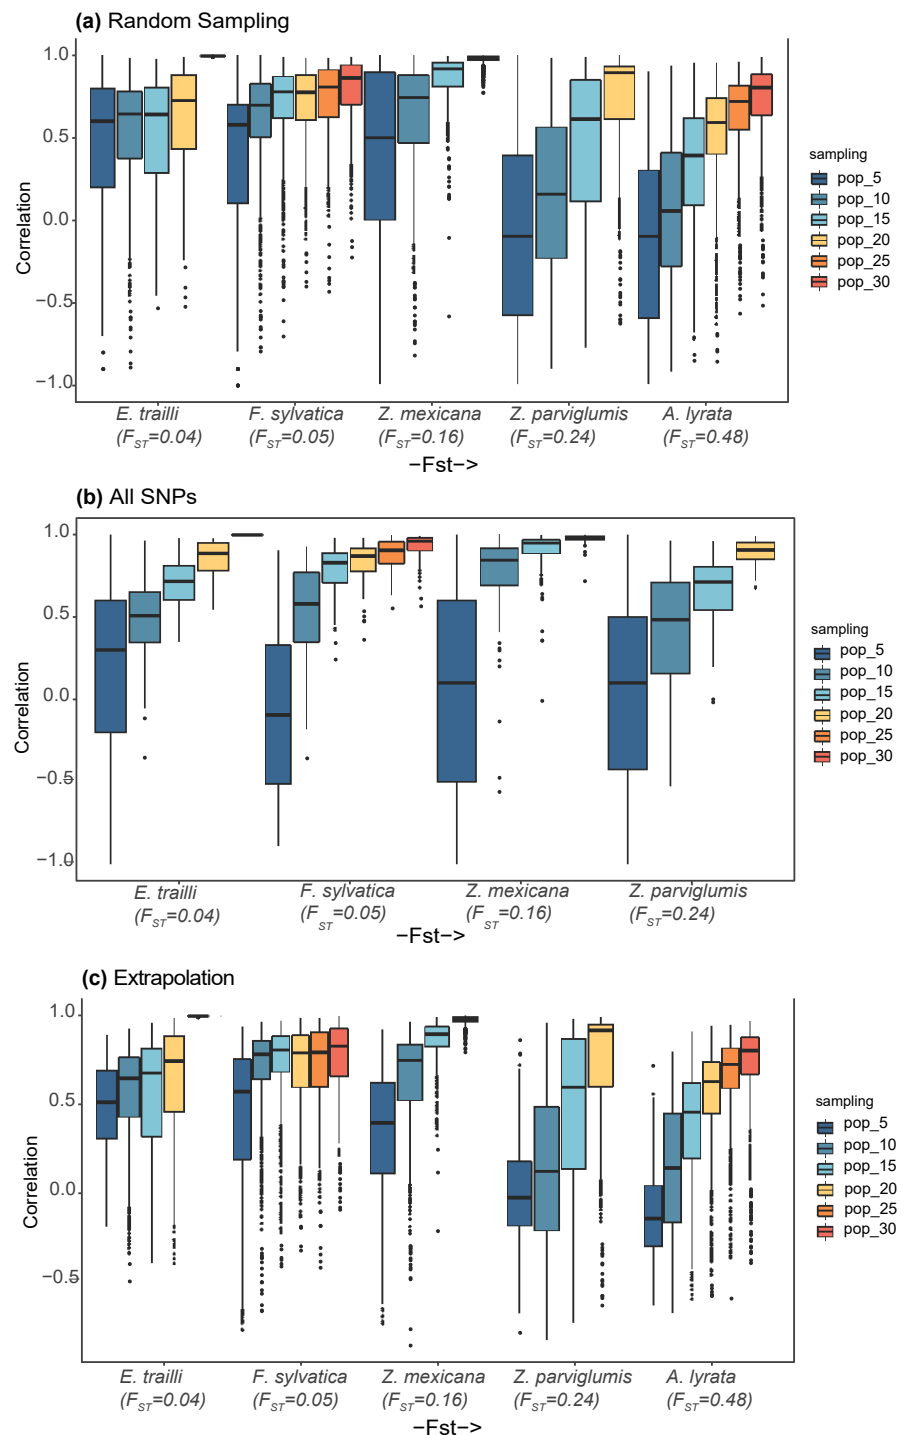 (a) Random Sampling
Correlation
1.0
0.5
0.0
−0.5
−1.0
E. trailli
(FST=0.04)
F. sylvatica
(FST=0.05)
Z. mexicana
(FST=0.16)
Z. parviglumis
(FST=0.24)
A. lyrata
(FST=0.48)
−Fst−>
sampling
pop_5
pop_10
pop_15
pop_20
pop_25
pop_30
(b) All SNPs
Correlation
1.0
0.5
0.0
−0.5
−1.0
E. trailli
(FST=0.04)
F. sylvatica
(FST=0.05)
Z. mexicana
(FST=0.16)
Z. parviglumis
(FST=0.24)
−Fst−>
sampling
pop_5
pop_10
pop_15
pop_20
pop_25
pop_30
(c) Extrapolation
Correlation
1.0
0.5
0.0
−0.5
E. trailli
(FST=0.04)
F. sylvatica
(FST=0.05)
Z. mexicana
(FST=0.16)
Z. parviglumis
(FST=0.24)
A. lyrata
(FST=0.48)
−Fst−>
sampling
pop_5
pop_10
pop_15
pop_20
pop_25
pop_30